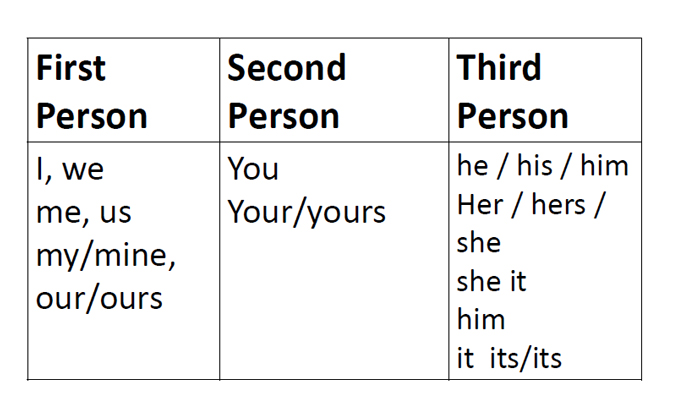 First
Person
Second
Person
Third
Person
I, we
me, us
my/mine,
our/ours
You
Your/yours
he / his / him
Her / hers /
she
she it
him
it its/its